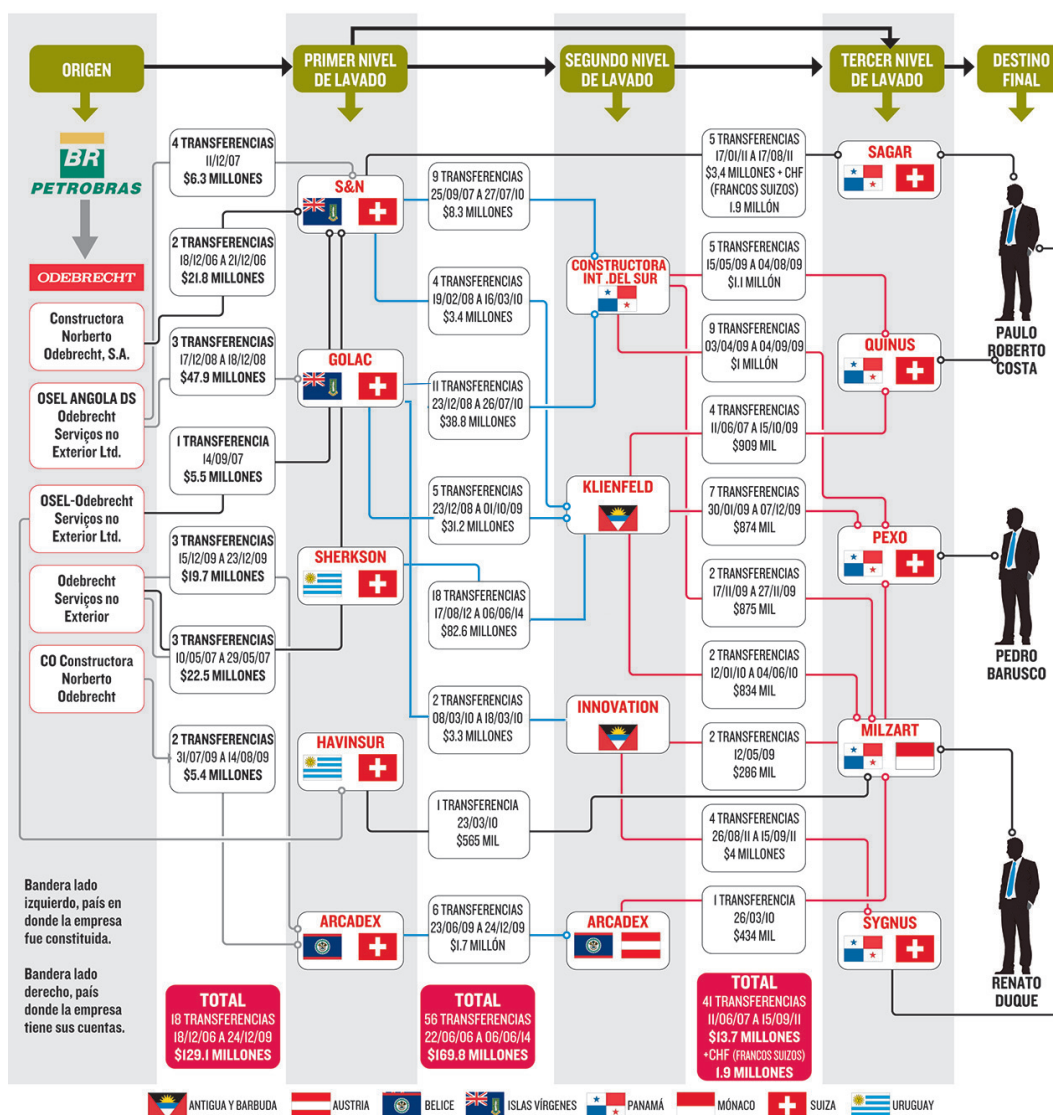 ORIGEN
PRIMER NIVEL
DE LAVADO
SEGUNDO NIVEL
DE LAVADO
TERCER NIVEL
DE LAVADO
DESTINO
FINAL
BR
PETROBRAS
ODEBRECHT
Constructora
Norberto
Odebrecht, S.A.
OSEL ANGOLA DS
Odebrecht
Serviços no
Exterior Ltd.
OSEL-Odebrecht
Serviços no
Exterior Ltd.
Odebrecht
Serviços no
Exterior
CO Constructora
Norberto
Odebrecht
Bandera lado
izquierdo, país en
donde la empresa
fue constituida.
Bandera lado
derecho, país
donde la empresa
tiene sus cuentas.
4 TRANSFERENCIAS
11/12/07
$6.3 MILLONES
2 TRANSFERENCIAS
18/12/06 A 21/12/06
$21.8 MILLONES
3 TRANSFERENCIAS
17/12/08 A 18/12/08
$47.9 MILLONES
1 TRANSFERENCIA
14/09/07
$5.5 MILLONES
3 TRANSFERENCIAS
15/12/09 A 23/12/09
$19.7 MILLONES
3 TRANSFERENCIAS
10/05/07 A 29/05/07
$22.5 MILLONES
2 TRANSFERENCIAS
31/07/09 A 14/08/09
$5.4 MILLONES
TOTAL
18 TRANSFERENCIAS
18/12/06 A 24/12/09
$129.1 MILLONES
S&N
GOLAC
SHERKSON
HAVINSUR
ARCADEX
9 TRANSFERENCIAS
25/09/07 A 27/07/10
$8.3 MILLONES
4 TRANSFERENCIAS
19/02/08 A 16/03/10
$3.4 MILLONES
11 TRANSFERENCIAS
23/12/08 A 26/07/10
$38.8 MILLONES
5 TRANSFERENCIAS
23/12/08 A 01/10/09
$31.2 MILLONES
18 TRANSFERENCIAS
17/08/12 A 06/06/14
$82.6 MILLONES
2 TRANSFERENCIAS
08/03/10 A 18/03/10
$3.3 MILLONES
1 TRANSFERENCIA
23/03/10
$565 MIL
6 TRANSFERENCIAS
23/06/09 A 24/12/09
$1.7 MILLÓN
TOTAL
56 TRANSFERENCIAS
22/06/06 A 06/06/14
$169.8 MILLONES
CONSTRUCTORA
INT .DEL SUR
KLIENFELD
INNOVATION
ARCADEX
5 TRANSFERENCIAS
17/01/11 A 17/08/11
$3,4 MILLONES + CHF
(FRANCOS SUIZOS)
1.9 MILLÓN
5 TRANSFERENCIAS
15/05/09 A 04/08/09
$1.1 MILLÓN
9 TRANSFERENCIAS
03/04/09 A 04/09/09
$1 MILLÓN
4 TRANSFERENCIAS
11/06/07 A 15/10/09
$909 MIL
7 TRANSFERENCIAS
30/01/09 A 07/12/09
$874 MIL
2 TRANSFERENCIAS
17/11/09 A 27/11/09
$875 MIL
2 TRANSFERENCIAS
12/01/10 A 04/06/10
$834 MIL
2 TRANSFERENCIAS
12/05/09
$286 MIL
4 TRANSFERENCIAS
26/08/11 A 15/09/11
$4 MILLONES
1 TRANSFERENCIA
26/03/10
$434 MIL
TOTAL
41 TRANSFERENCIAS
11/06/07 A 15/09/11
$13.7 MILLONES
+CHF (FRANCOS SUIZOS)
1.9 MILLONES
SAGAR
QUINUS
PEXO
MILZART
SYGNUS
PAULO
ROBERTO
COSTA
PEDRO
BARUSCO
RENATO
DUQUE
ANTIGUA Y BARBUDA
AUSTRIA
BELICE
ISLAS VÍRGENES
PANAMÁ
MÓNACO
SUIZA
URUGUAY